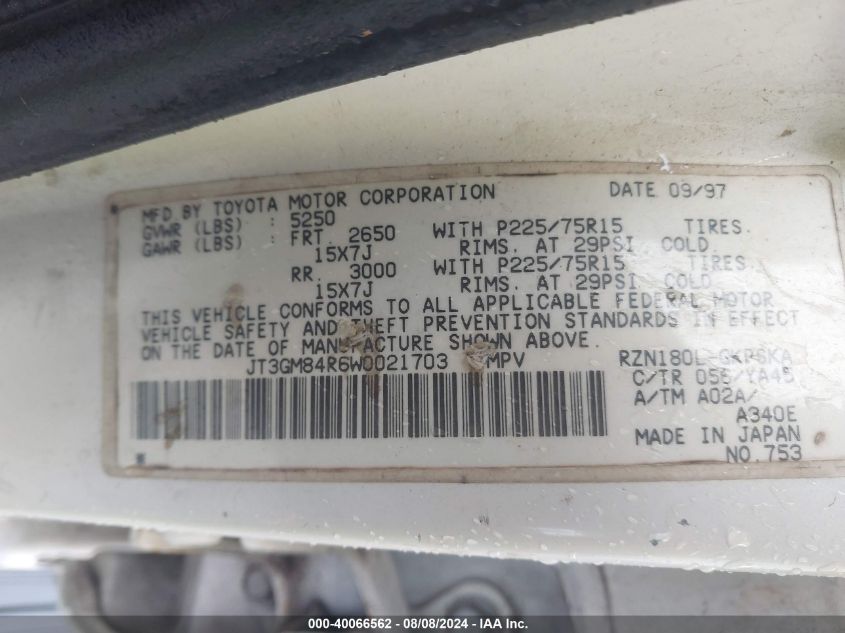 MFD BY TOYOTA MOTOR CORPORATION DATE 09/97
GVWR (LBS) : 5250
GAWR (LBS) : FRT. 2650 WITH P225/75R15 TIRES.
15X7J RIMS. AT 29PSI COLD.
RR. 3000 WITH P225/75R15 TIRES.
15X7J RIMS. AT 29PSI COLD.
THIS VEHICLE CONFORMS TO ALL APPLICABLE FEDERAL MOTOR
VEHICLE SAFETY AND THEFT PREVENTION STANDARDS IN EFFECT
ON THE DATE OF MANUFACTURE SHOWN ABOVE.
JT3GM84R6W0021703 MPV RZN180L-GKPSKA
C/TR 056/YA45
A/TM A02A/
A340E
MADE IN JAPAN
NO.753
000-40066562 | 08/08/2024 - IAA Inc.